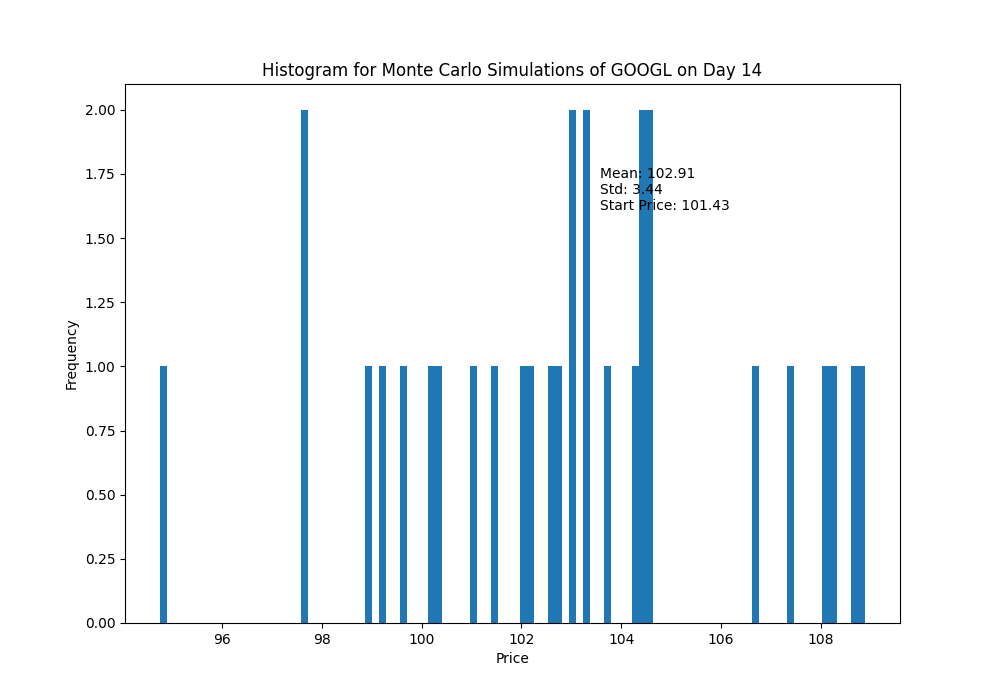 Histogram for Monte Carlo Simulations of GOOGL on Day 14
2.00
1.75
1.50
1.25
1.00
0.75
0.50
0.25
0.00
Frequency
Mean: 102.91
Std: 3.44
Start Price: 101.43
96 98 100 102 104 106 108
Price